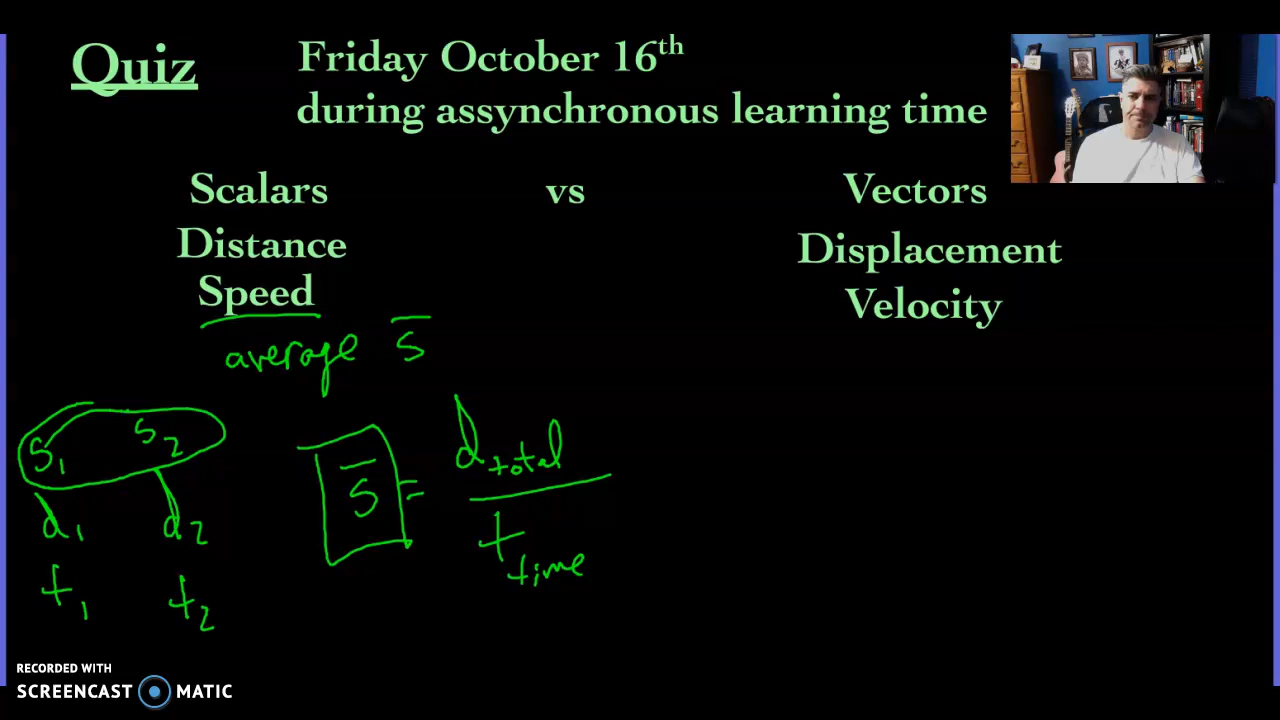 Quiz
Friday October 16th
during assynchronous learning time
Scalars vs Vectors
Distance Displacement
Speed Velocity
average s̅
s1 s2
d1 d2
t1 t2
s̅ = d total
t time
RECORDED WITH
SCREENCAST MATIC